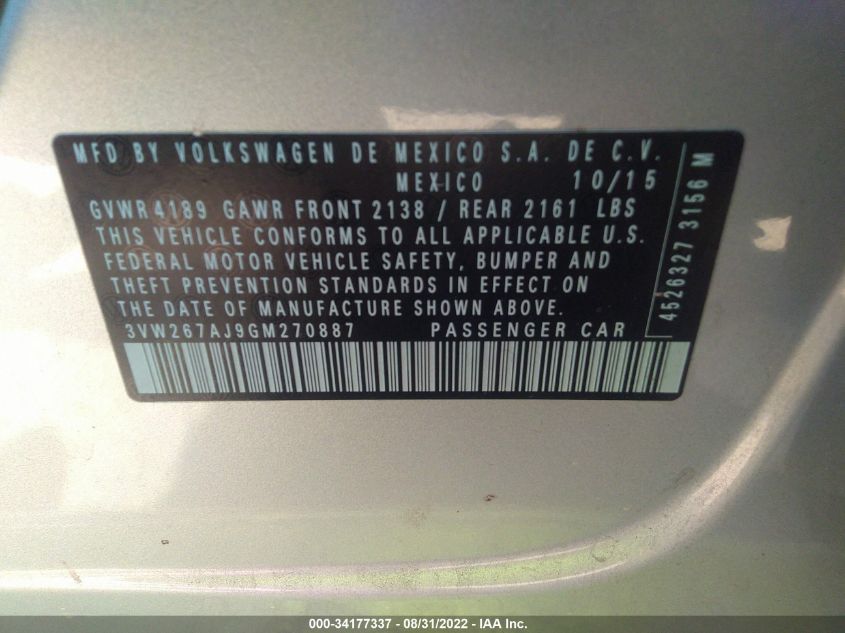 MFD BY VOLKSWAGEN DE MEXICO S.A. DE C.V.
MEXICO 10/15
GVWR 4189 GAWR FRONT 2138 / REAR 2161 LBS
THIS VEHICLE CONFORMS TO ALL APPLICABLE U.S.
FEDERAL MOTOR VEHICLE SAFETY, BUMPER AND
THEFT PREVENTION STANDARDS IN EFFECT ON
THE DATE OF MANUFACTURE SHOWN ABOVE.
3VW267AJ9GM270887 PASSENGER CAR
4526327 3156 M
000-34177337 - 08/31/2022 - IAA Inc.